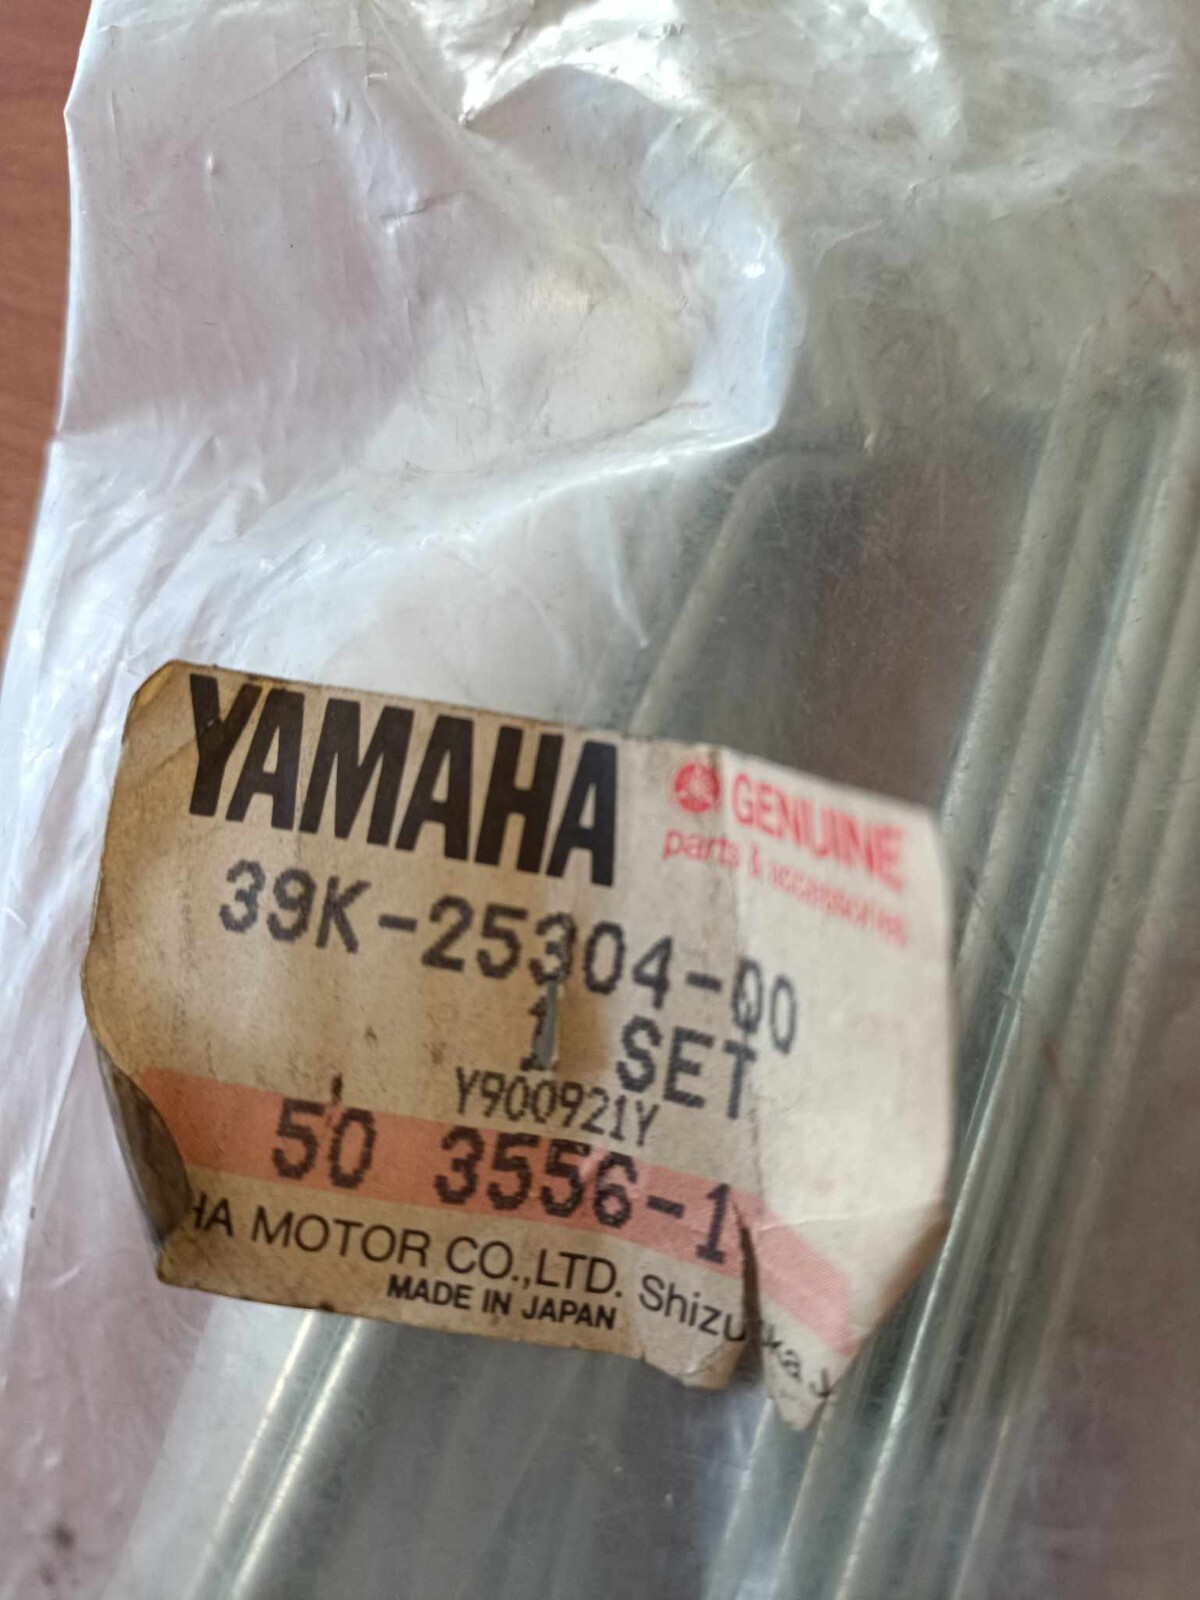 YAMAHA
GENUINE
parts & accessories
39K-25304-00
1 SET
Y900921Y
50 3556-1
HA MOTOR CO.,LTD. Shizu ka J
MADE IN JAPAN